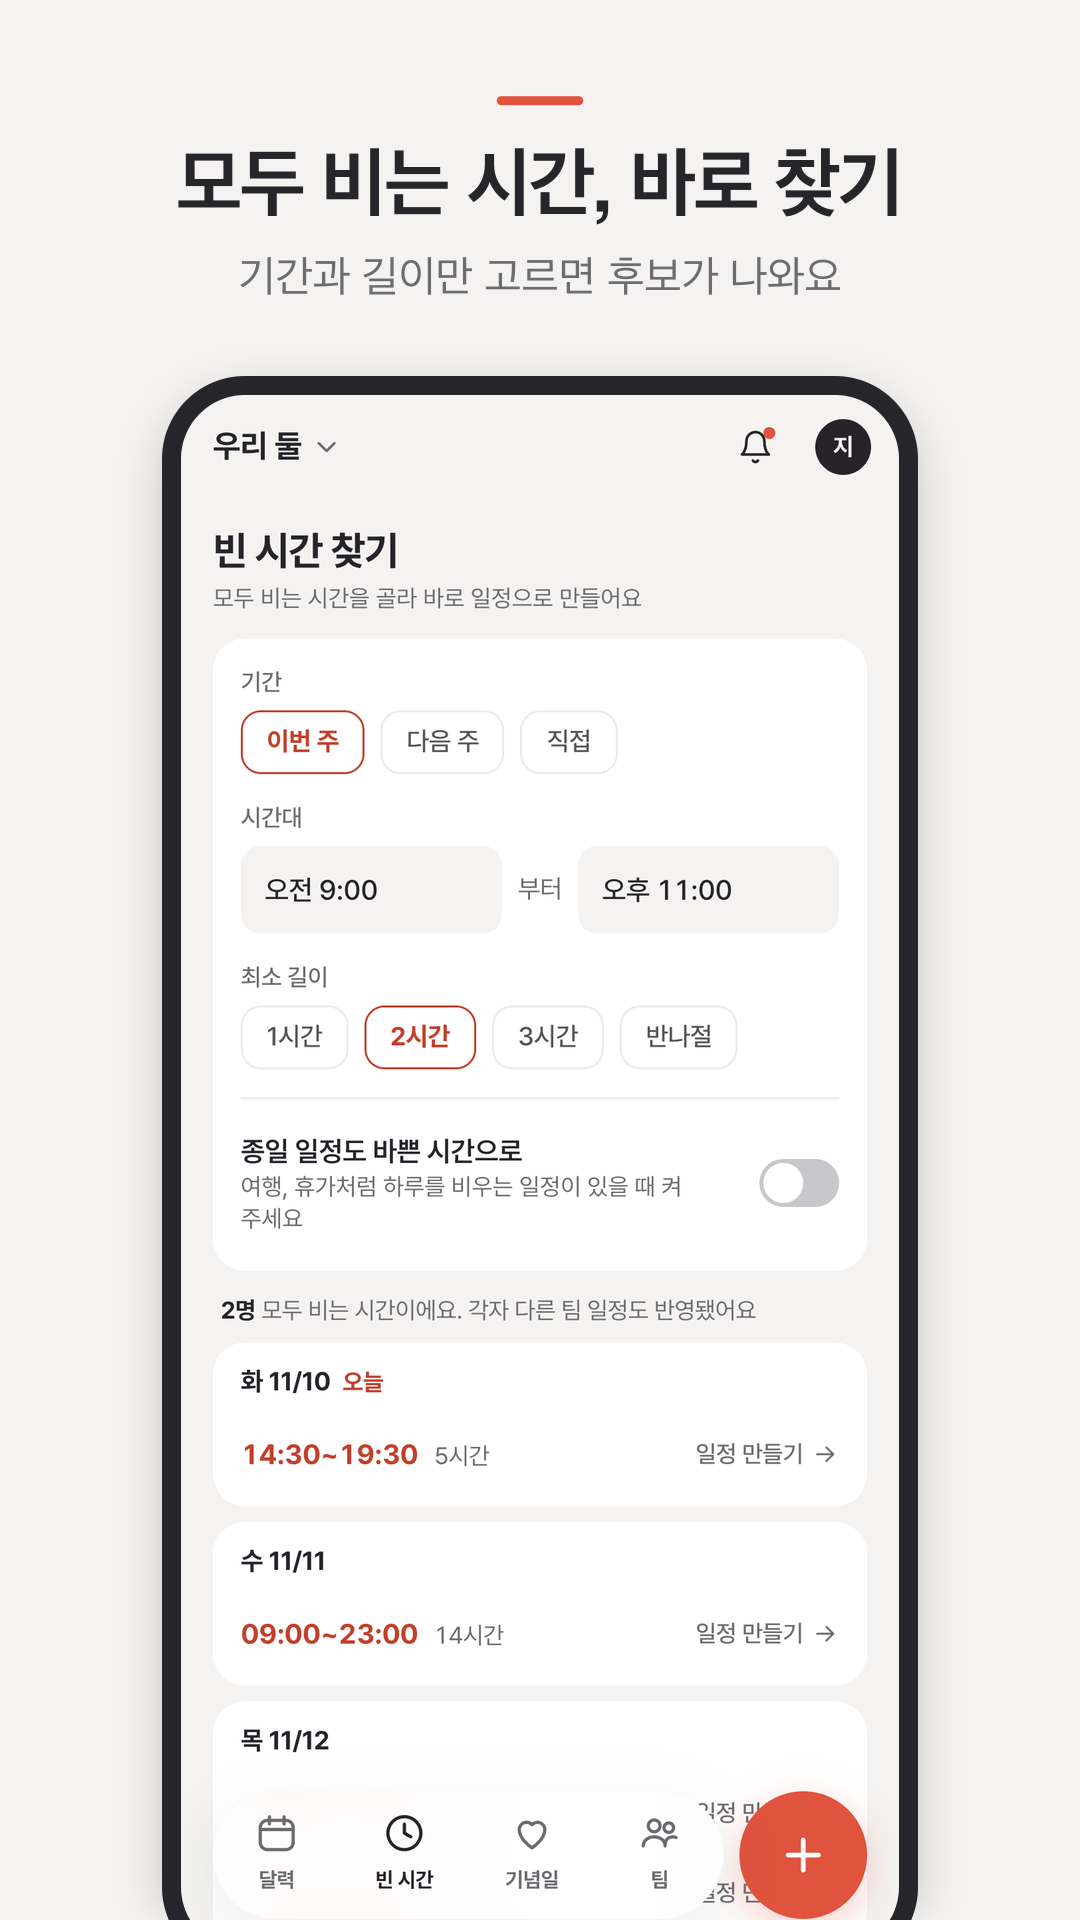 모두 비는 시간, 바로 찾기
기간과 길이만 고르면 후보가 나와요
우리 둘
지
빈 시간 찾기
모두 비는 시간을 골라 바로 일정으로 만들어요
기간
이번 주 다음 주 직접
시간대
오전 9:00 부터 오후 11:00
최소 길이
1시간 2시간 3시간 반나절
종일 일정도 바쁜 시간으로
여행, 휴가처럼 하루를 비우는 일정이 있을 때 켜
주세요
2명 모두 비는 시간이에요. 각자 다른 팀 일정도 반영됐어요
화 11/10 오늘
14:30~19:30 5시간 일정 만들기 →
수 11/11
09:00~23:00 14시간 일정 만들기 →
목 11/12
일정
달력 빈 시간 기념일 팀